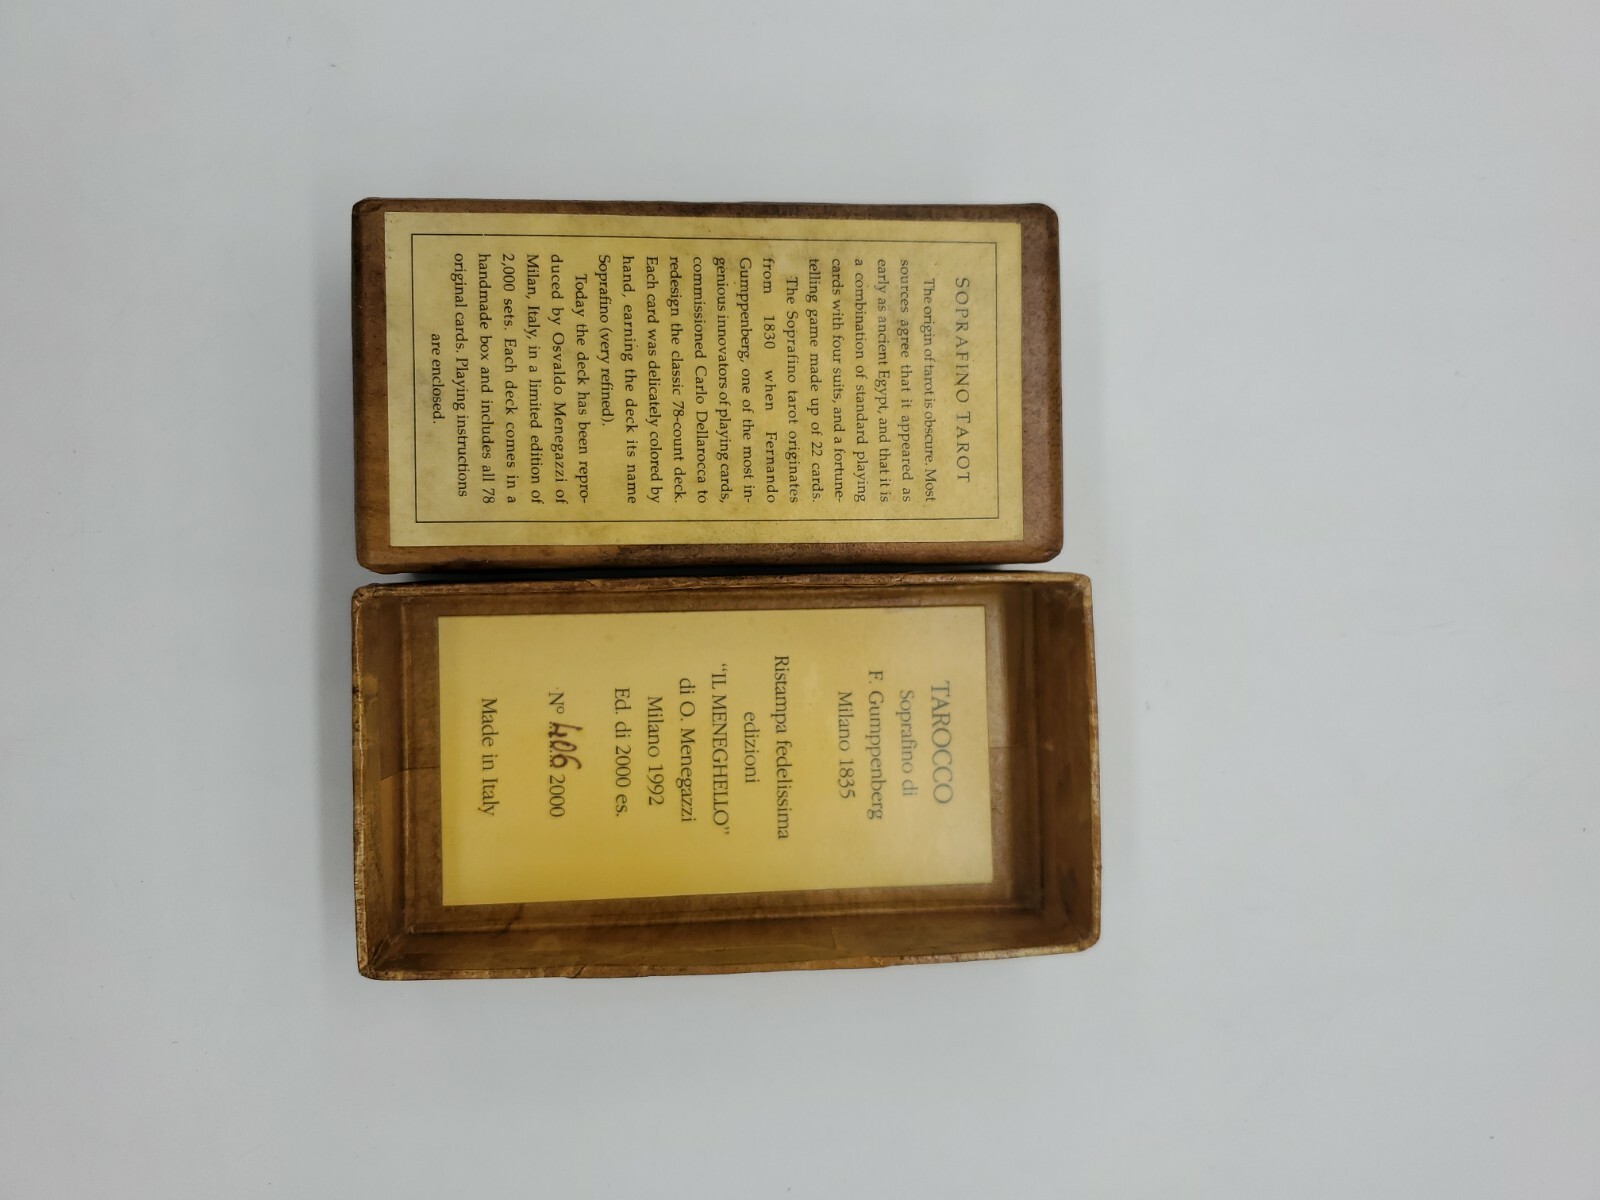 SOPRAFINO TAROT
The origin of tarot is obscure. Most
sources agree that it appeared as
early as ancient Egypt, and that it is
a combination of standard playing
cards with four suits, and a fortune-
telling game made up of 22 cards.
The Soprafino tarot originates
from 1830 when Fernando
Gumppenberg, one of the most in-
genious innovators of playing cards,
commissioned Carlo Dellarocca to
redesign the classic 78-count deck.
Each card was delicately colored by
hand, earning the deck its name
Soprafino (very refined).
Today the deck has been repro-
duced by Osvaldo Menegazzi of
Milan, Italy, in a limited edition of
2,000 sets. Each deck comes in a
handmade box and includes all 78
original cards. Playing instructions
are enclosed.
TAROCCO
Soprafino di
F. Gumppenberg
Milano 1835
Ristampa fedelissima
edizioni
"IL MENEGHELLO"
di O. Menegazzi
Milano 1992
Ed. di 2000 es.
Nº 406 2000
Made in Italy